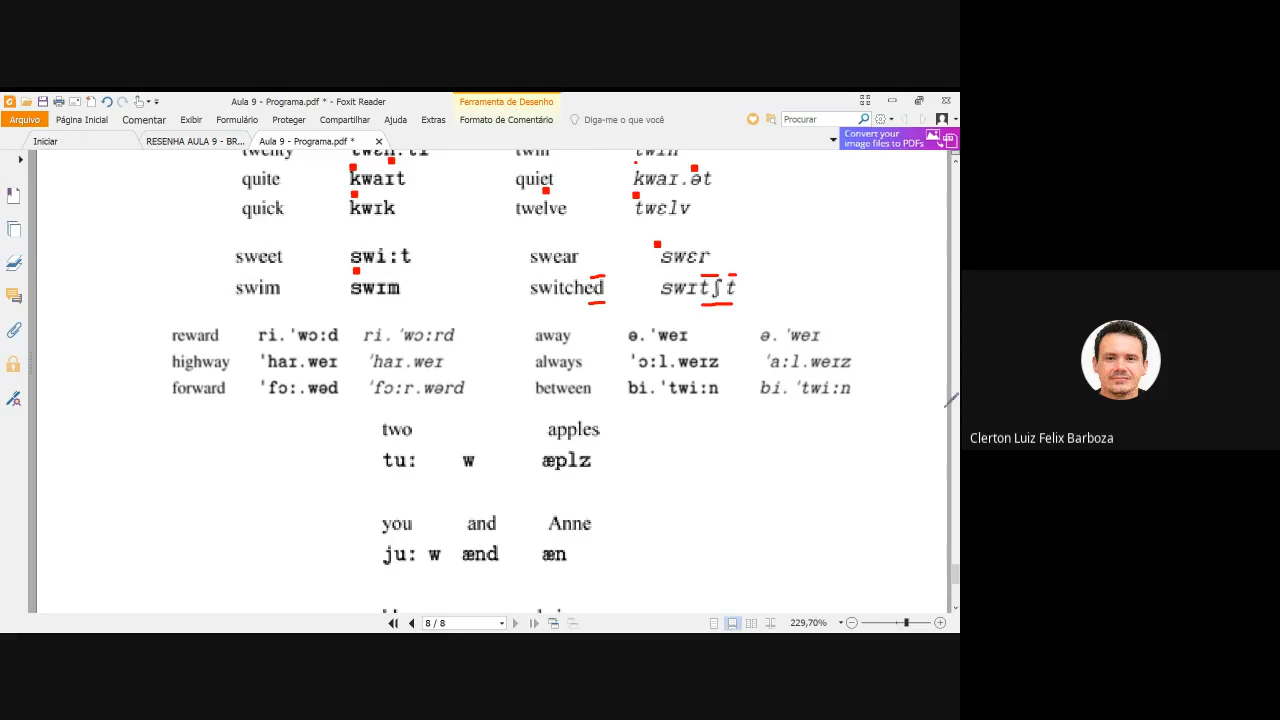 Aula 9 - Programa.pdf * - Foxit Reader
Ferramenta de Desenho
Arquivo Página Inicial Comentar Exibir Formulário Proteger Compartilhar Ajuda Extras Formato de Comentário Diga-me o que você Procurar
Iniciar RESENHA AULA 9 - BR... Aula 9 - Programa.pdf * Convert your
image files to PDFs
twenty twɛn.ti twin twɪn
quite kwaɪt quiet kwaɪ.ət
quick kwɪk twelve twɛlv
sweet swi:t swear swɛr
swim swɪm switched swɪtʃt
reward ri.ˈwɔ:d ri.ˈwɔ:rd away ə.ˈweɪ ə.ˈweɪ
highway ˈhaɪ.weɪ ˈhaɪ.weɪ always ˈɔ:l.weɪz ˈa:l.weɪz
forward ˈfɔ:.wəd ˈfɔ:r.wərd between bi.ˈtwi:n bi.ˈtwi:n
two apples
tu: w æplz
you and Anne
ju: w ænd æn
Clerton Luiz Felix Barboza
8 / 8 229,70%